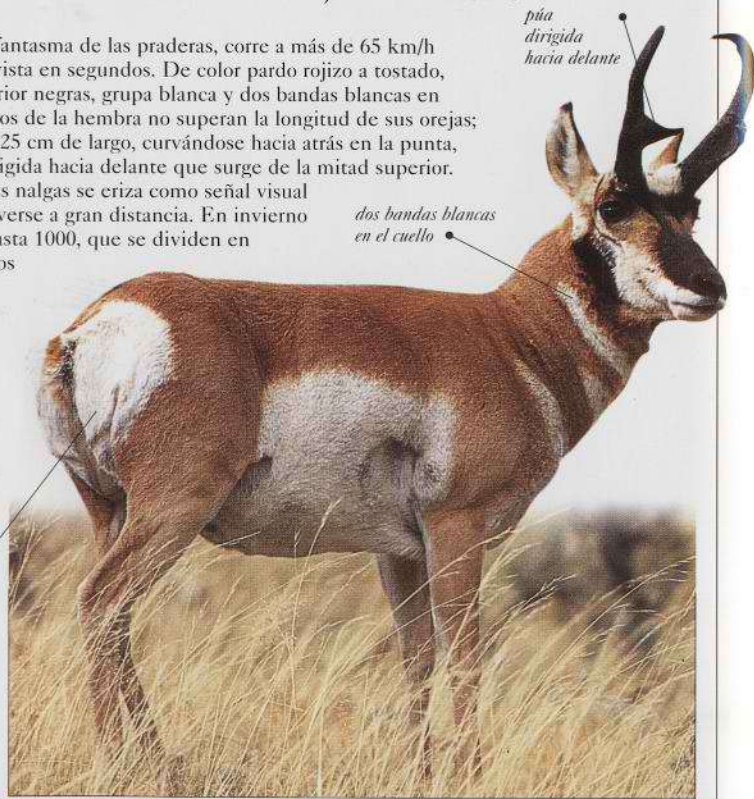 púa
dirigida
hacia delante
fantasma de las praderas, corre a más de 65 km/h
vista en segundos. De color pardo rojizo a tostado,
rior negras, grupa blanca y dos bandas blancas en
os de la hembra no superan la longitud de sus orejas;
25 cm de largo, curvándose hacia atrás en la punta,
rigida hacia delante que surge de la mitad superior.
s nalgas se eriza como señal visual
verse a gran distancia. En invierno
asta 1000, que se dividen en
os
dos bandas blancas
en el cuello